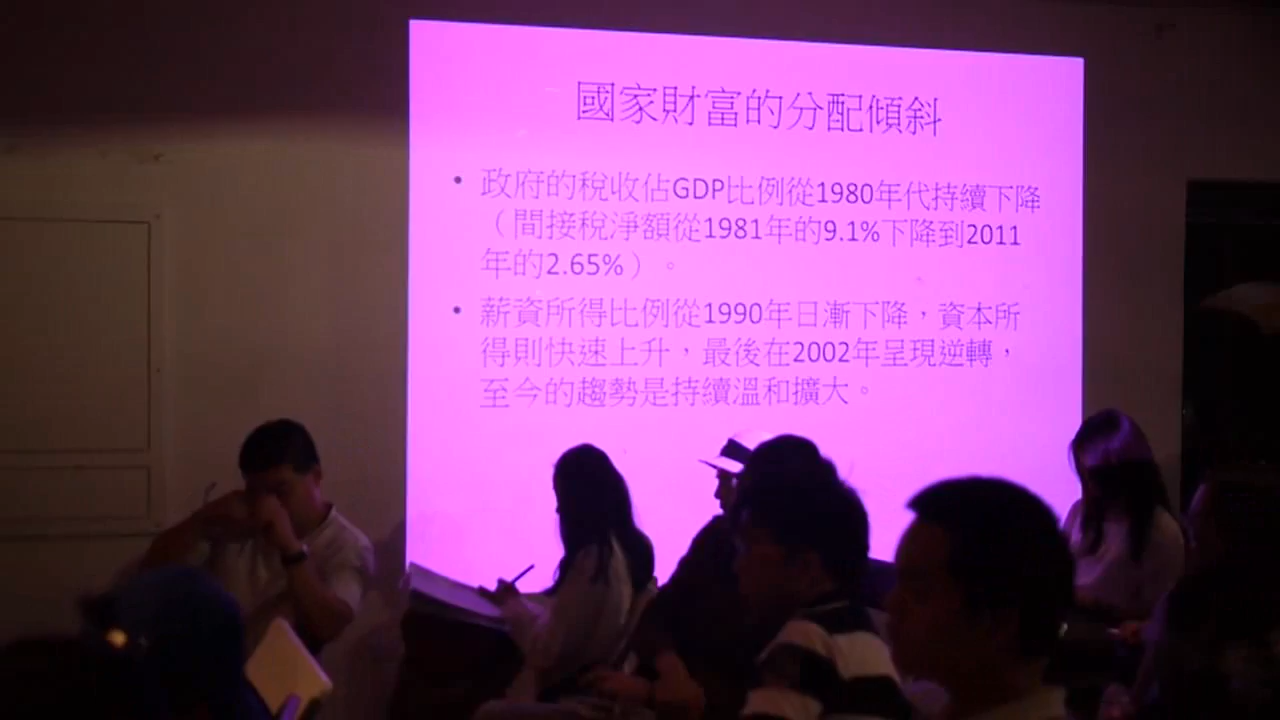 國家財富的分配傾斜
• 政府的稅收佔GDP比例從1980年代持續下降
（間接稅淨額從1981年的9.1%下降到2011
年的2.65%）。
• 薪資所得比例從1990年日漸下降，資本所
得則快速上升，最後在2002年呈現逆轉，
至今的趨勢是持續溫和擴大。